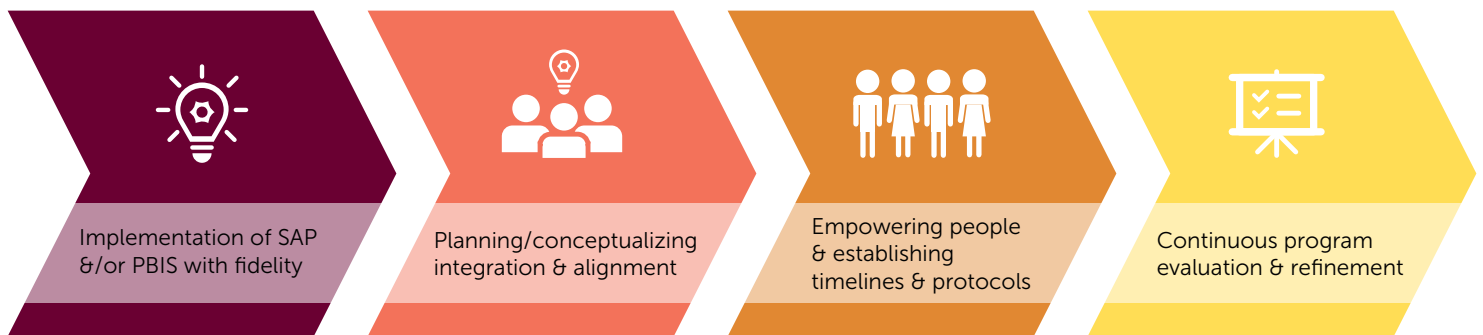 Implementation of SAP
&/or PBIS with fidelity
Planning/conceptualizing
integration & alignment
Empowering people
& establishing
timelines & protocols
Continuous program
evaluation & refinement